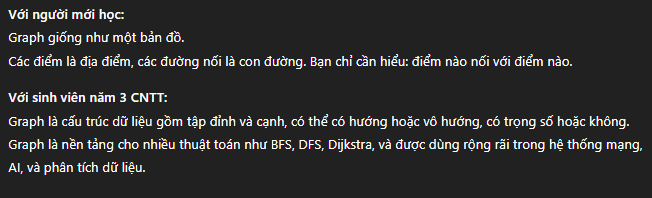 Với người mới học:
Graph giống như một bản đồ.
Các điểm là địa điểm, các đường nối là con đường. Bạn chỉ cần hiểu: điểm nào nối với điểm nào.
Với sinh viên năm 3 CNTT:
Graph là cấu trúc dữ liệu gồm tập đỉnh và cạnh, có thể có hướng hoặc vô hướng, có trọng số hoặc không.
Graph là nền tảng cho nhiều thuật toán như BFS, DFS, Dijkstra, và được dùng rộng rãi trong hệ thống mạng,
AI, và phân tích dữ liệu.